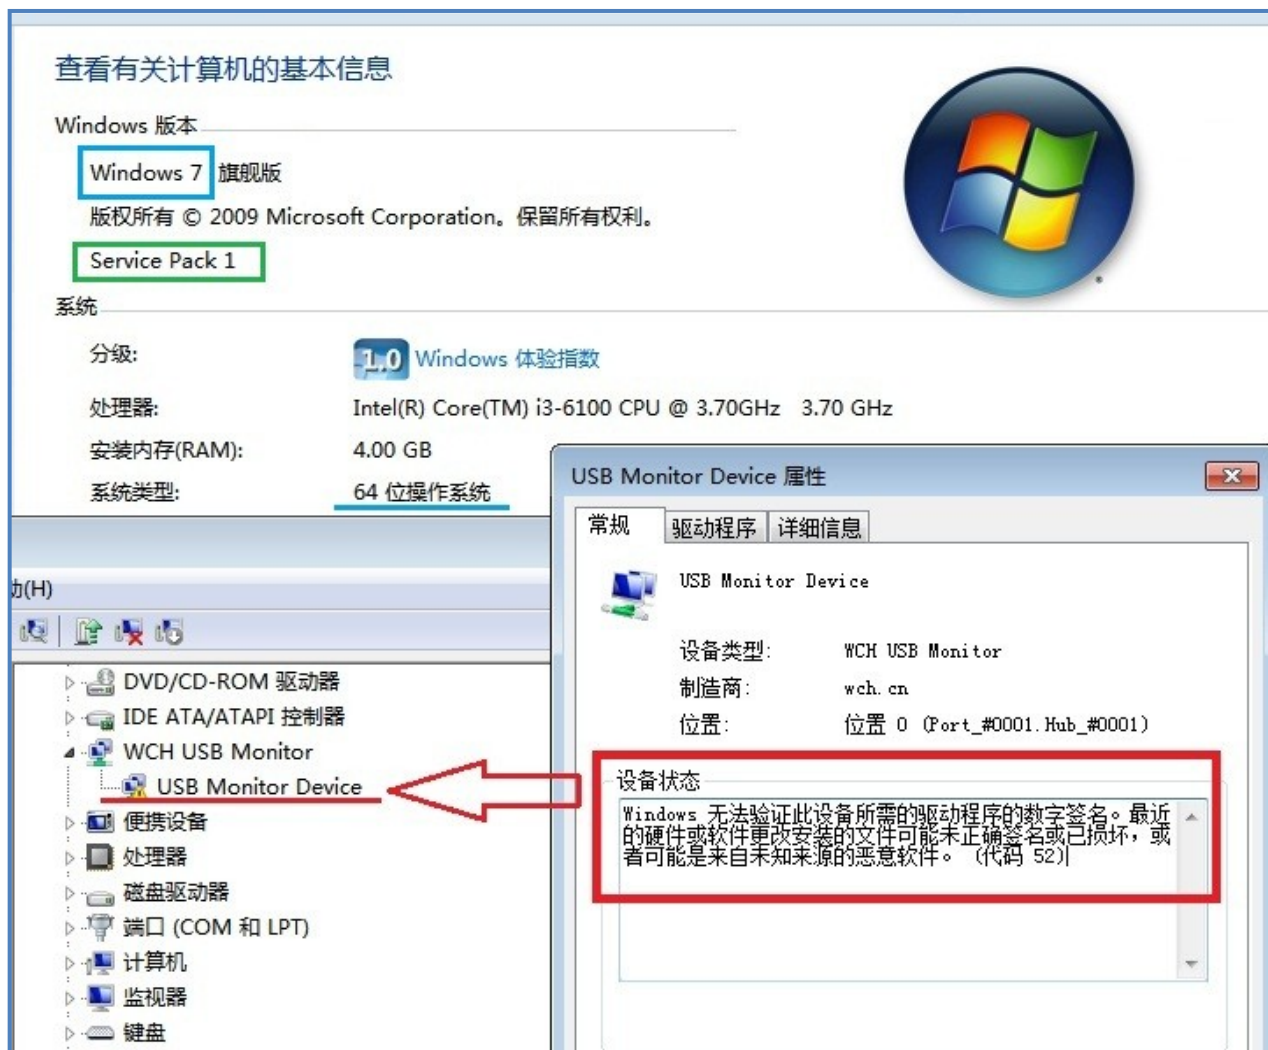 查看有关计算机的基本信息
Windows 版本
Windows 7 旗舰版
版权所有 © 2009 Microsoft Corporation。保留所有权利。
Service Pack 1
系统
分级:
1.0 Windows 体验指数
处理器:
Intel(R) Core(TM) i3-6100 CPU @ 3.70GHz 3.70 GHz
安装内存(RAM):
4.00 GB
系统类型:
64 位操作系统
(H)
DVD/CD-ROM 驱动器
IDE ATA/ATAPI 控制器
WCH USB Monitor
USB Monitor Device
便携设备
处理器
磁盘驱动器
端口 (COM 和 LPT)
计算机
监视器
键盘
USB Monitor Device 属性
常规 驱动程序 详细信息
USB Monitor Device
设备类型: WCH USB Monitor
制造商: wch.cn
位置: 位置 0 (Port_#0001.Hub_#0001)
设备状态
Windows 无法验证此设备所需的驱动程序的数字签名。最近
的硬件或软件更改安装的文件可能未正确签名或已损坏，或
者可能是来自未知来源的恶意软件。 (代码 52)